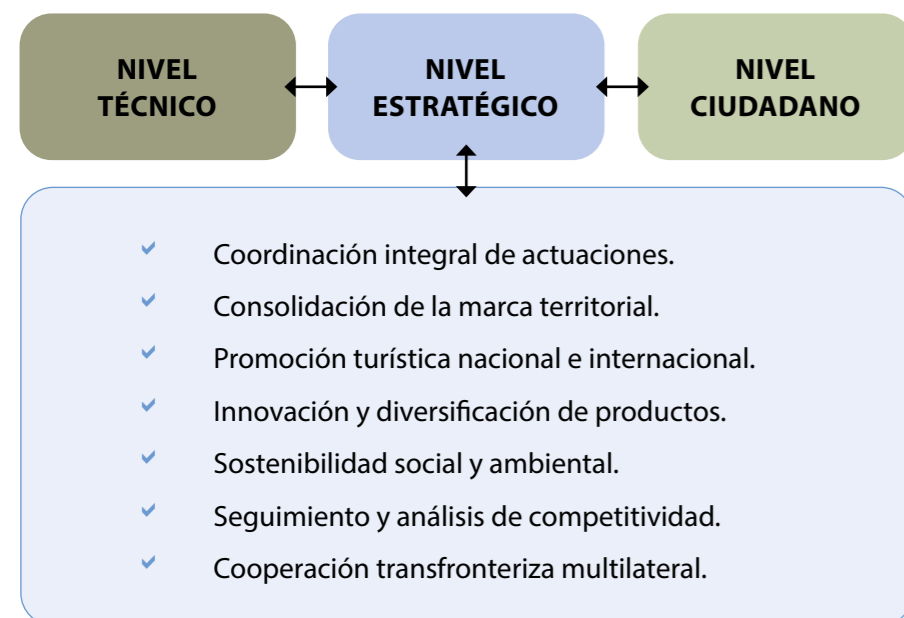 NIVEL
TÉCNICO
NIVEL
ESTRATÉGICO
NIVEL
CIUDADANO
Coordinación integral de actuaciones.
Consolidación de la marca territorial.
Promoción turística nacional e internacional.
Innovación y diversificación de productos.
Sostenibilidad social y ambiental.
Seguimiento y análisis de competitividad.
Cooperación transfronteriza multilateral.